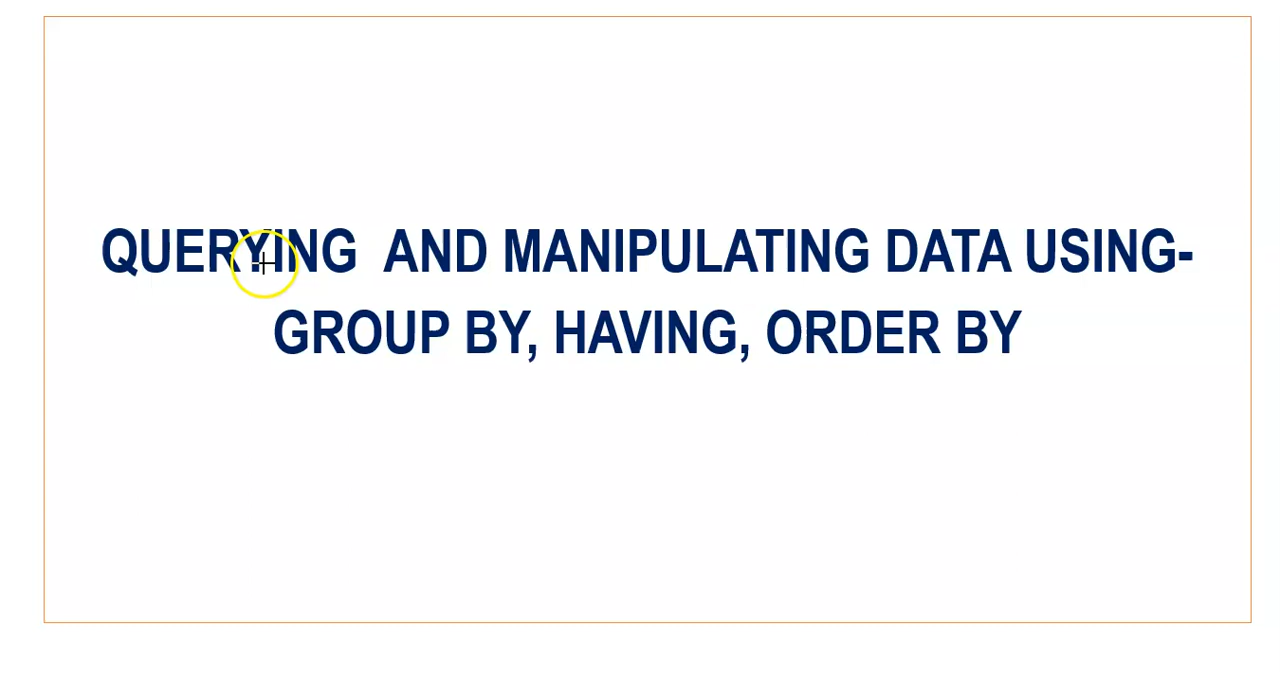 QUERYING AND MANIPULATING DATA USING-
GROUP BY, HAVING, ORDER BY